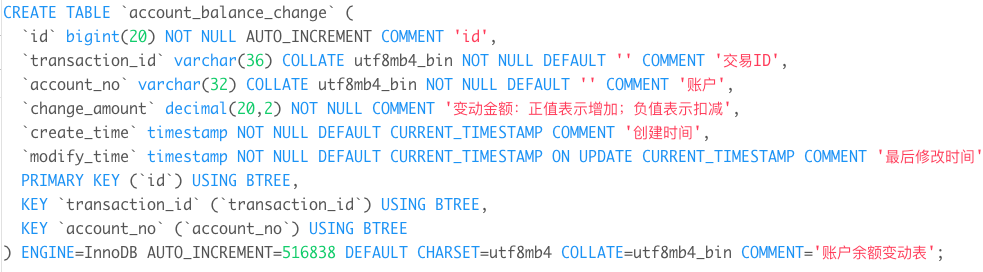 CREATE TABLE `account_balance_change` (
`id` bigint(20) NOT NULL AUTO_INCREMENT COMMENT 'id',
`transaction_id` varchar(36) COLLATE utf8mb4_bin NOT NULL DEFAULT '' COMMENT '交易ID',
`account_no` varchar(32) COLLATE utf8mb4_bin NOT NULL DEFAULT '' COMMENT '账户',
`change_amount` decimal(20,2) NOT NULL COMMENT '变动金额：正值表示增加；负值表示扣减',
`create_time` timestamp NOT NULL DEFAULT CURRENT_TIMESTAMP COMMENT '创建时间',
`modify_time` timestamp NOT NULL DEFAULT CURRENT_TIMESTAMP ON UPDATE CURRENT_TIMESTAMP COMMENT '最后修改时间'
PRIMARY KEY (`id`) USING BTREE,
KEY `transaction_id` (`transaction_id`) USING BTREE,
KEY `account_no` (`account_no`) USING BTREE
) ENGINE=InnoDB AUTO_INCREMENT=516838 DEFAULT CHARSET=utf8mb4 COLLATE=utf8mb4_bin COMMENT='账户余额变动表';